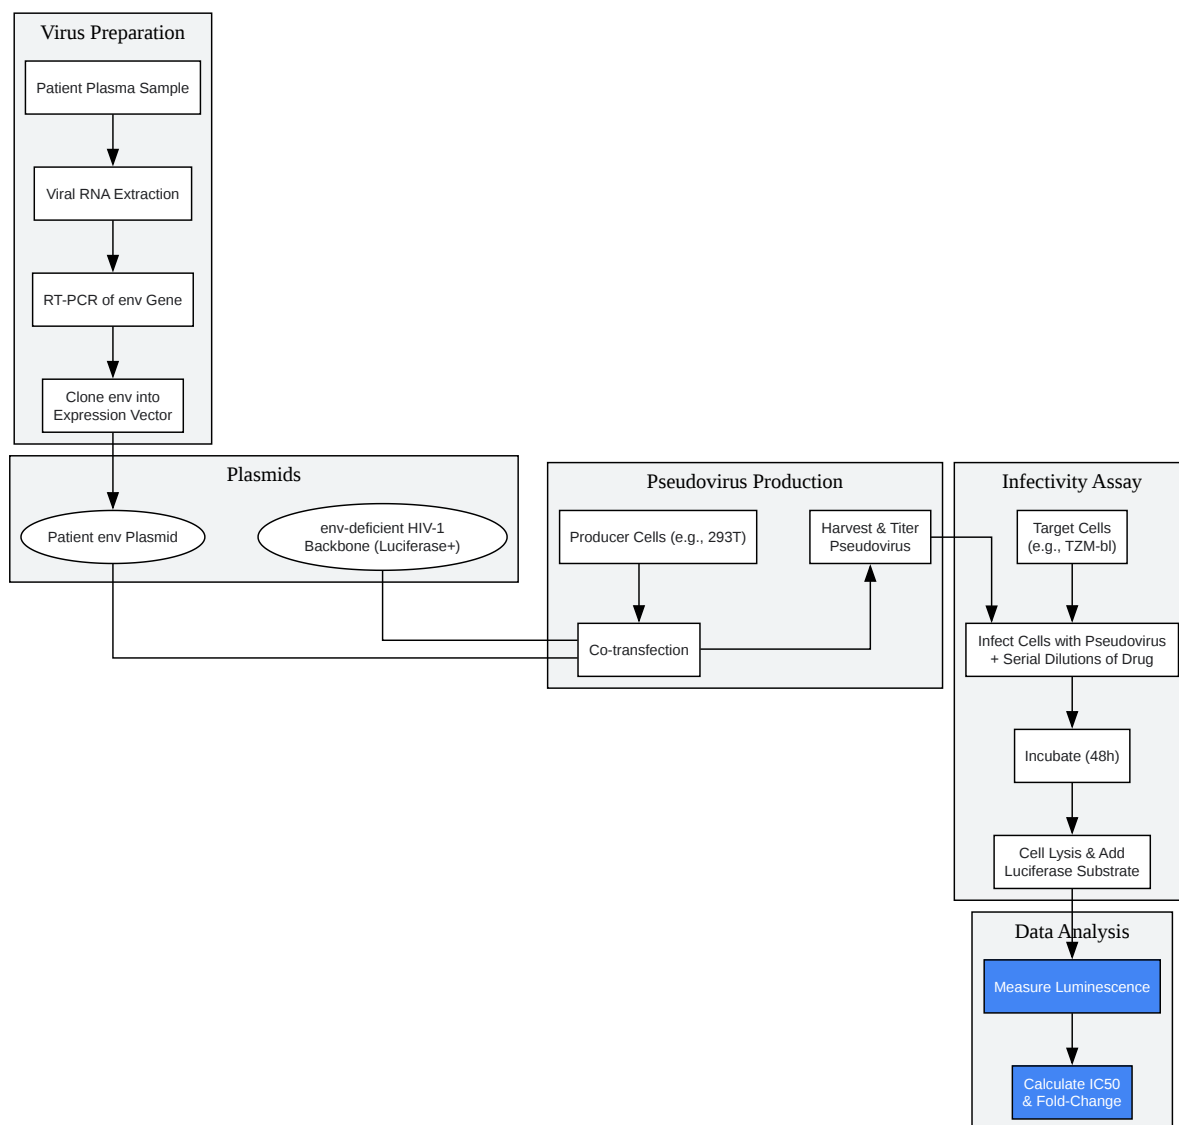 Virus Preparation
Patient Plasma Sample
Viral RNA Extraction
RT-PCR of env Gene
Clone env into
Expression Vector
Plasmids
Patient env Plasmid
env-deficient HIV-1
Backbone (Luciferase+)
Pseudovirus Production
Producer Cells (e.g., 293T)
Harvest & Titer
Pseudovirus
Co-transfection
Infectivity Assay
Target Cells
(e.g., TZM-bl)
Infect Cells with Pseudovirus
+ Serial Dilutions of Drug
Incubate (48h)
Cell Lysis & Add
Luciferase Substrate
Data Analysis
Measure Luminescence
Calculate IC50
& Fold-Change